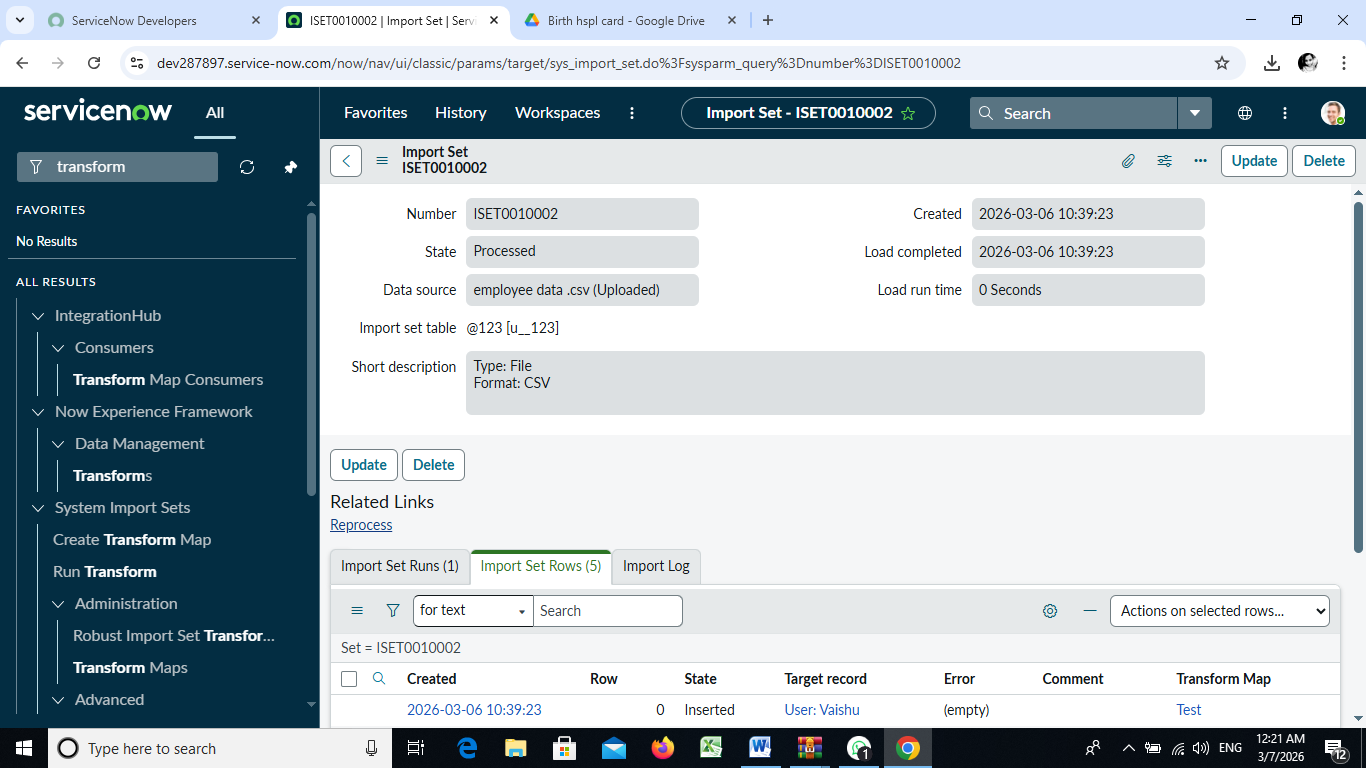 ServiceNow Developers
ISET0010002 | Import Set | Servi
Birth hspl card - Google Drive
dev287897.service-now.com/now/nav/ui/classic/params/target/sys_import_set.do%3Fsysparm_query%3Dnumber%3DISET0010002
servicenow
All
Favorites
History
Workspaces
Import Set - ISET0010002
Search
transform
FAVORITES
No Results
ALL RESULTS
IntegrationHub
Consumers
Transform Map Consumers
Now Experience Framework
Data Management
Transforms
System Import Sets
Create Transform Map
Run Transform
Administration
Robust Import Set Transfor...
Transform Maps
Advanced
Import Set
ISET0010002
Update
Delete
Number
ISET0010002
Created
2026-03-06 10:39:23
State
Processed
Load completed
2026-03-06 10:39:23
Data source
employee data .csv (Uploaded)
Load run time
0 Seconds
Import set table
@123 [u__123]
Short description
Type: File
Format: CSV
Update
Delete
Related Links
Reprocess
Import Set Runs (1)
Import Set Rows (5)
Import Log
for text
Search
Actions on selected rows...
Set = ISET0010002
Created
Row
State
Target record
Error
Comment
Transform Map
2026-03-06 10:39:23
0
Inserted
User: Vaishu
(empty)
Test
Type here to search
1
ENG
12:21 AM
3/7/2026
12